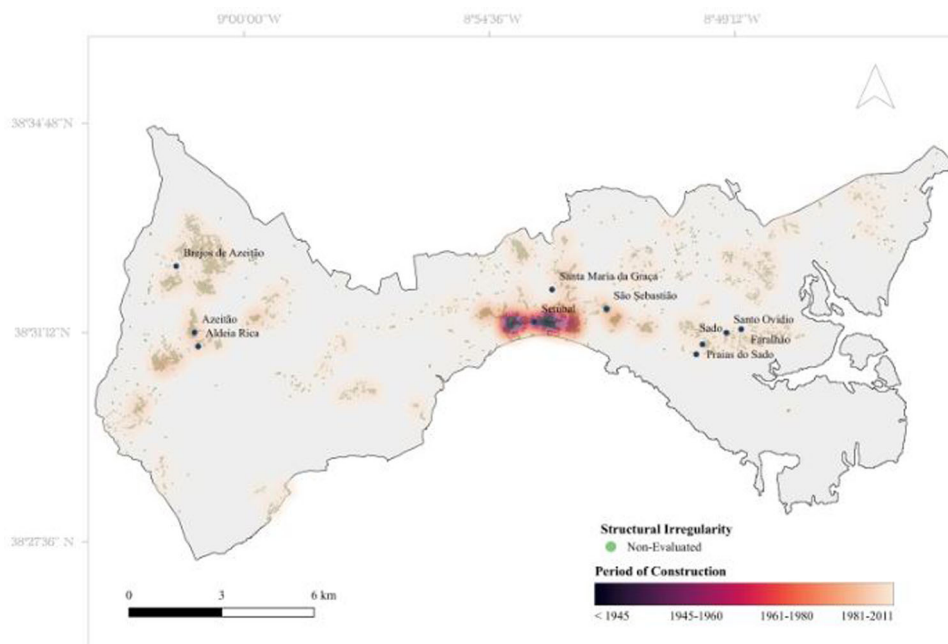 9°00'00"W
8°54'36"W
8°49'12"W
38°34'48"N
Brejos de Azeitão
Santa Maria da Graça
São Sebastião
Azeitão
Setúbal
Santo Ovídio
38°31'12"N
Aldeia Rica
Sado
Faralhão
Praias do Sado
Structural Irregularity
Non-Evaluated
38°27'36" N
Period of Construction
0
3
6 km
< 1945
1945-1960
1961-1980
1981-2011